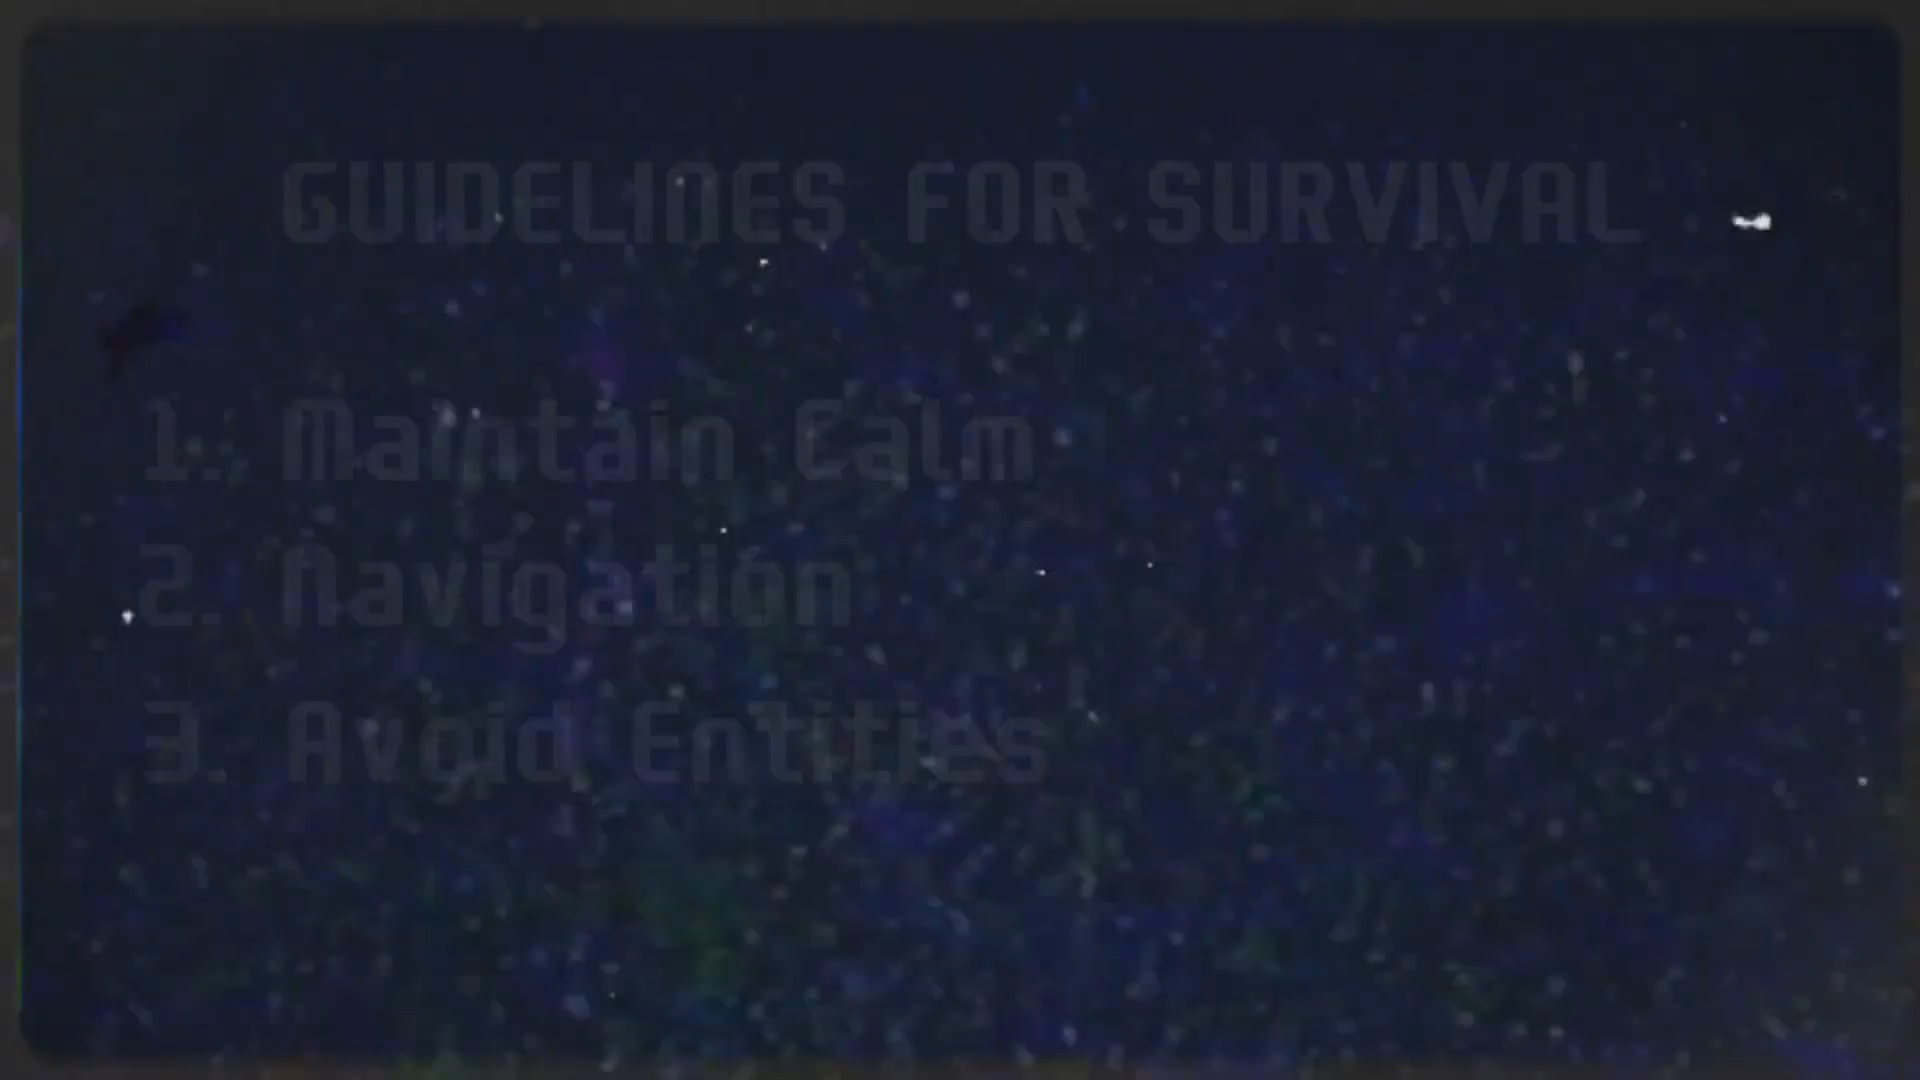 GUIDELINES FOR SURVIVAL
1. Maintain Calm
2. Navigation
3. Avoid Entities